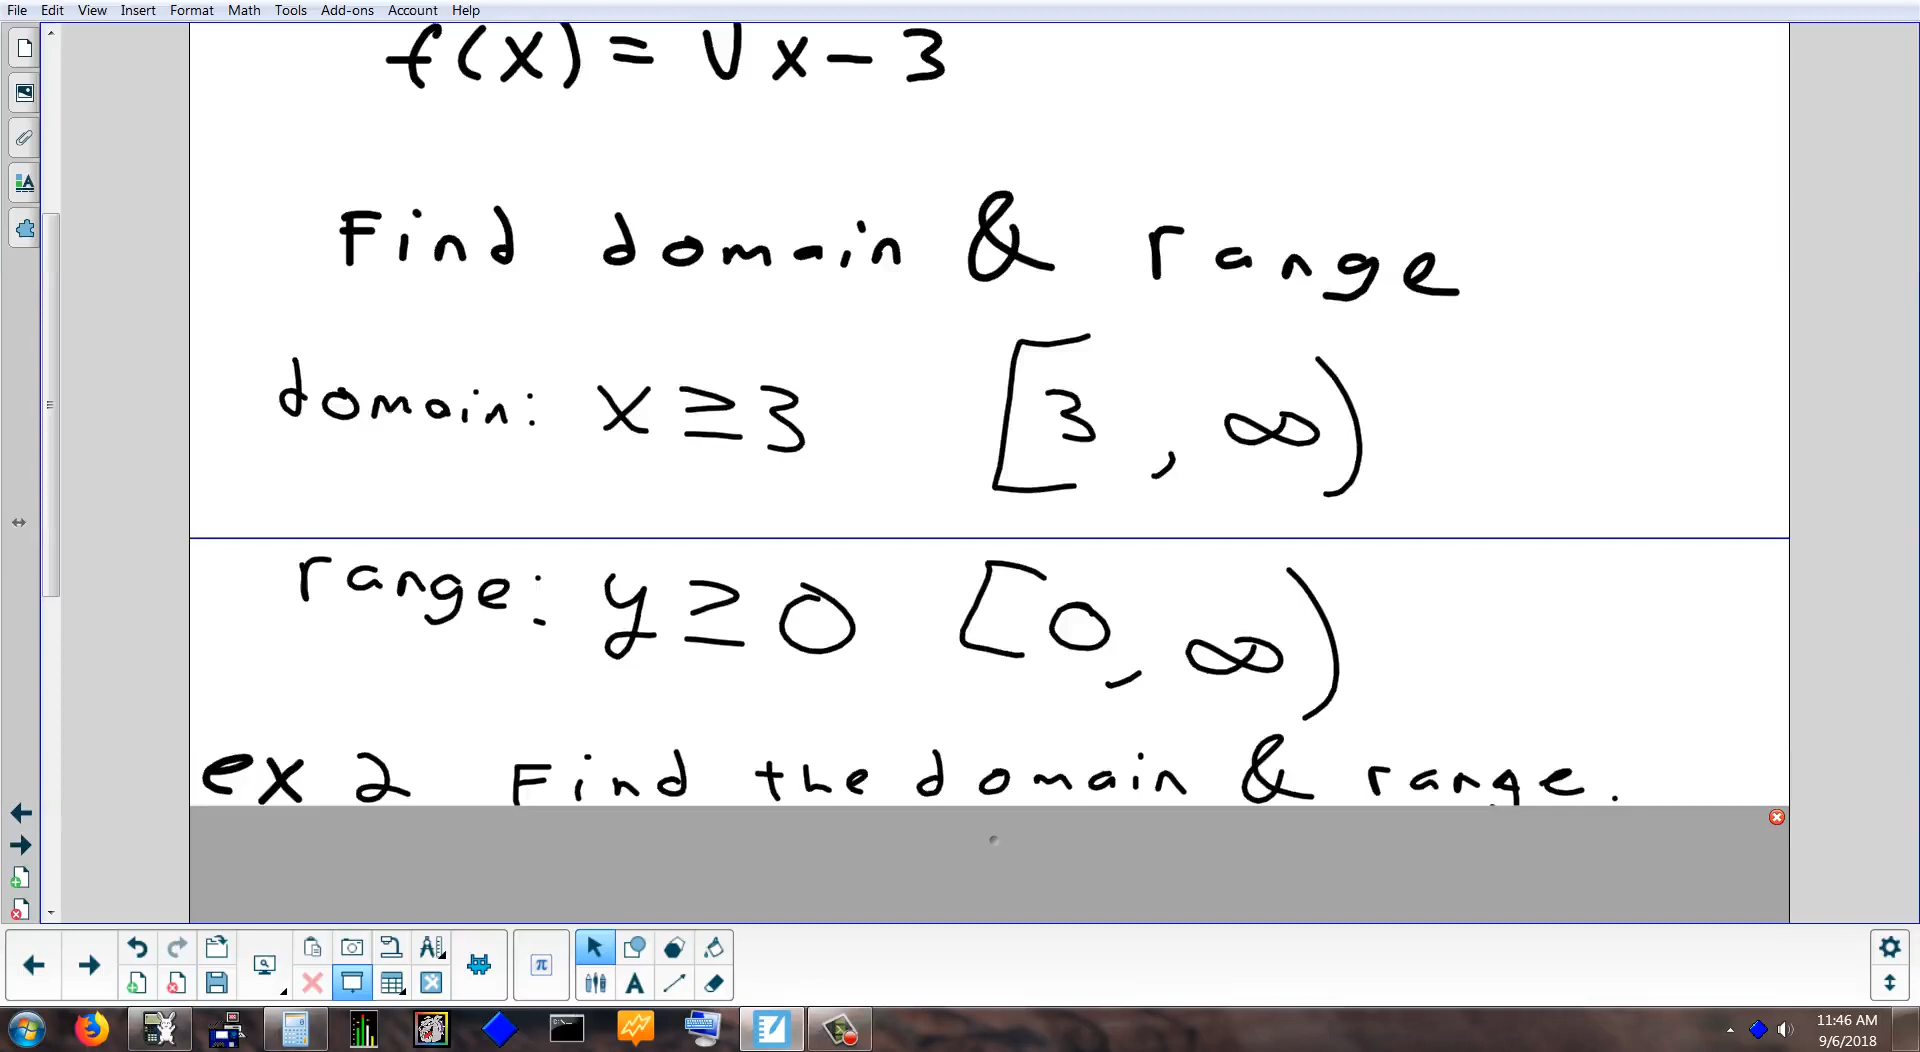 File Edit View Insert Format Math Tools Add-ons Account Help
f(x) = √x - 3
Find domain & range
domain: x ≥ 3 [3, ∞)
range: y ≥ 0 [0, ∞)
ex 2 Find the domain & range.
π
A
11:46 AM
9/6/2018